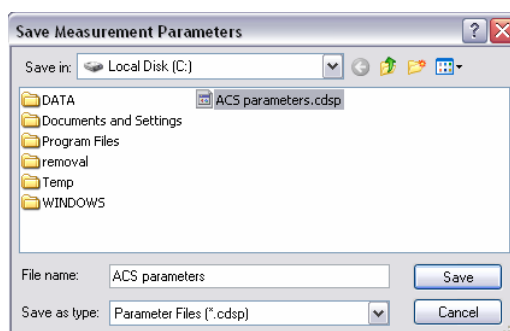 Save Measurement Parameters
Save in: Local Disk (C:)
DATA
Documents and Settings
Program Files
removal
Temp
WINDOWS
ACS parameters.cdsp
File name: ACS parameters Save
Save as type: Parameter Files (*.cdsp) Cancel